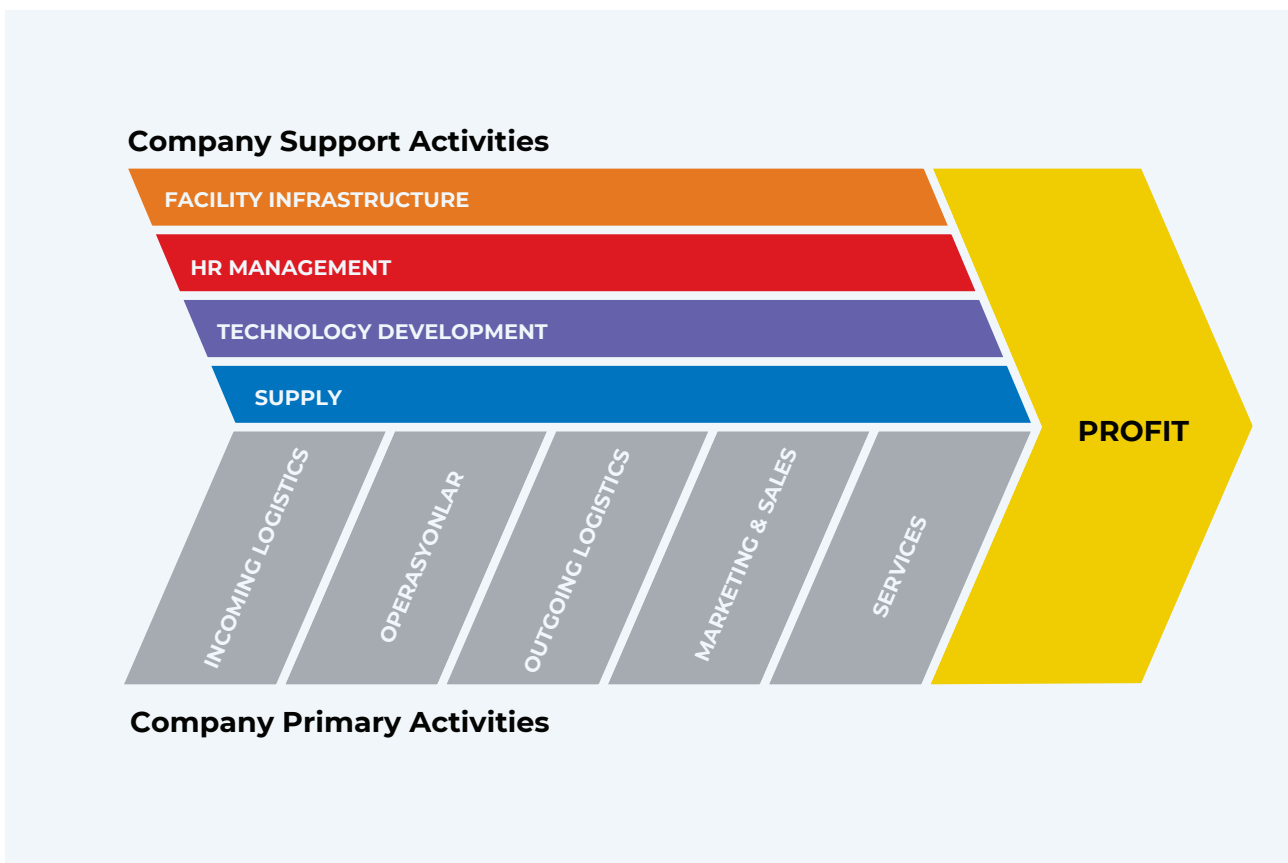 Company Support Activities
FACILITY INFRASTRUCTURE
HR MANAGEMENT
TECHNOLOGY DEVELOPMENT
SUPPLY
PROFIT
INCOMING LOGISTICS
OPERASYONLAR
OUTGOING LOGISTICS
MARKETING & SALES
SERVICES
Company Primary Activities